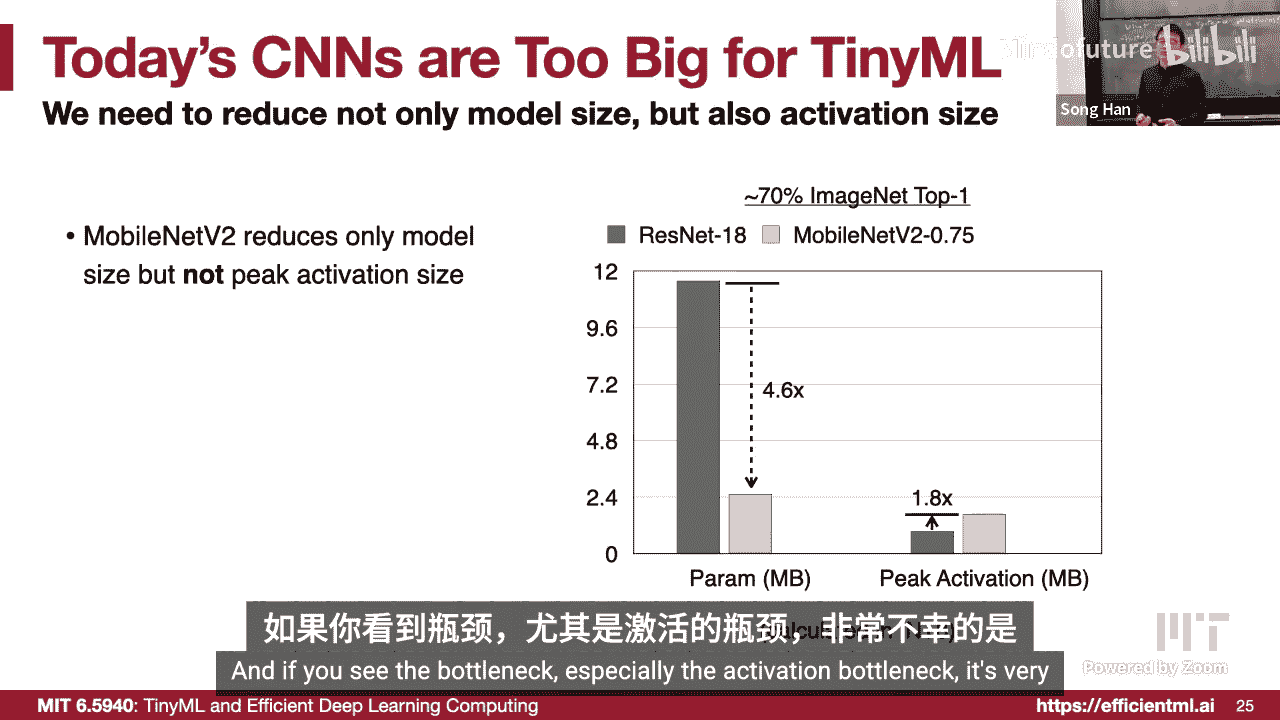 Today's CNNs are Too Big for TinyML
We need to reduce not only model size, but also activation size
bilibili
Song Han
• MobileNetV2 reduces only model
size but not peak activation size
~70% ImageNet Top-1
ResNet-18
MobileNetV2-0.75
12
9.6
7.2
4.8
2.4
0
4.6x
1.8x
Param (MB)
Peak Activation (MB)
如果你看到瓶颈，尤其是激活的瓶颈，非常不幸的是
And if you see the bottleneck, especially the activation bottleneck, it's very
MIT
Powered by Zoom
MIT 6.5940: TinyML and Efficient Deep Learning Computing
https://efficientml.ai
25